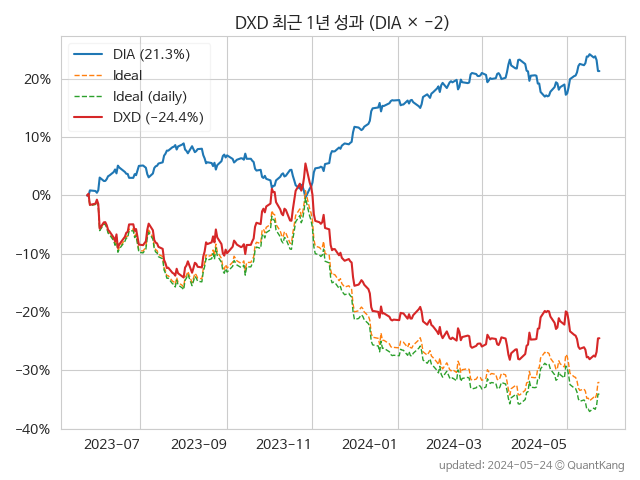 DXD 최근 1년 성과 (DIA × −2)
DIA (21.3%)
Ideal
Ideal (daily)
DXD (−24.4%)
20%
10%
0%
−10%
−20%
−30%
−40%
2023−07 2023−09 2023−11 2024−01 2024−03 2024−05
updated: 2024−05−24 © QuantKang